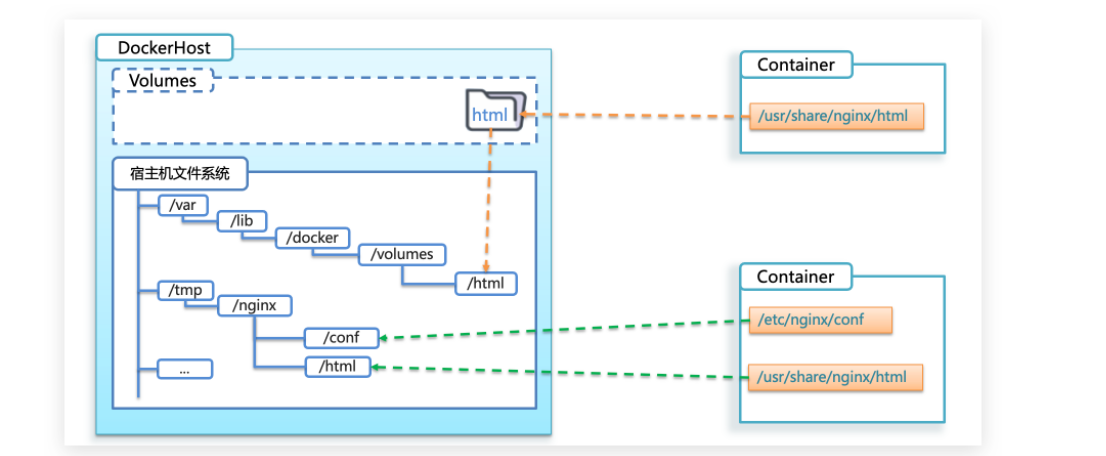 DockerHost
Volumes
html
宿主机文件系统
/var
/lib
/docker
/volumes
/html
/tmp
/nginx
/conf
/html
...
Container
/usr/share/nginx/html
Container
/etc/nginx/conf
/usr/share/nginx/html